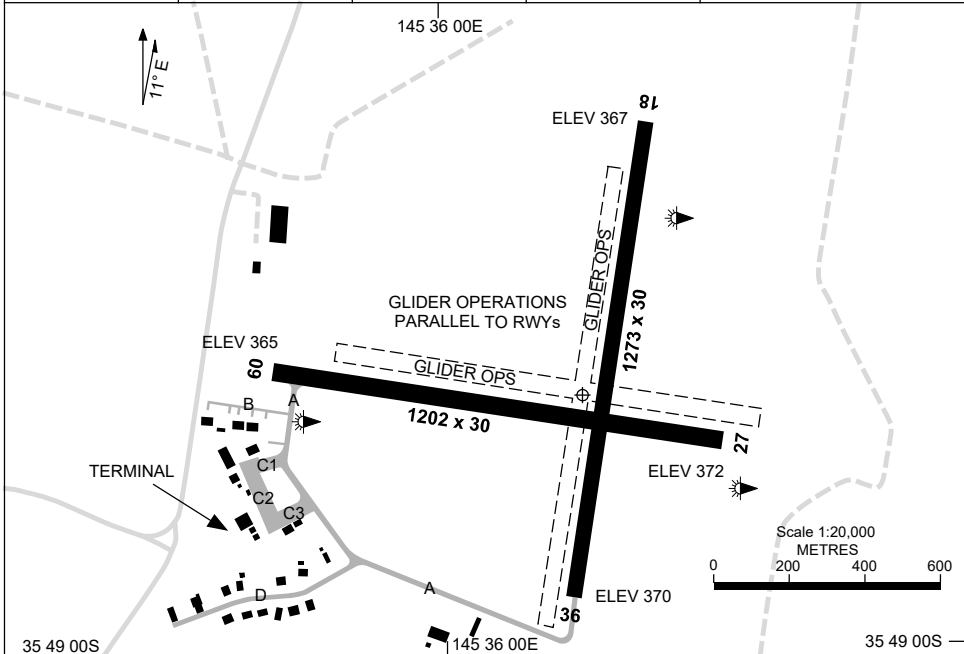 145 36 00E
11° E
18
ELEV 367
GLIDER OPS
GLIDER OPERATIONS
PARALLEL TO RWYs
1273 x 30
ELEV 365
09
GLIDER OPS
A
B
1202 x 30
27
ELEV 372
C1
TERMINAL
C2
C3
Scale 1:20,000
METRES
0 200 400 600
A
D
ELEV 370
36
35 49 00S
145 36 00E
35 49 00S